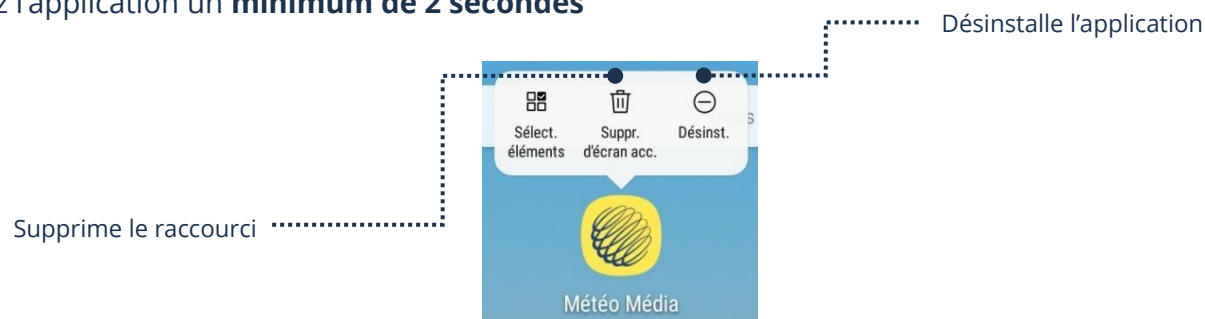 l'application un minimum de 2 secondes
Désinstalle l’application
Sélect.
éléments
Suppr.
d'écran acc.
Désinst.
Supprime le raccourci
Météo Média